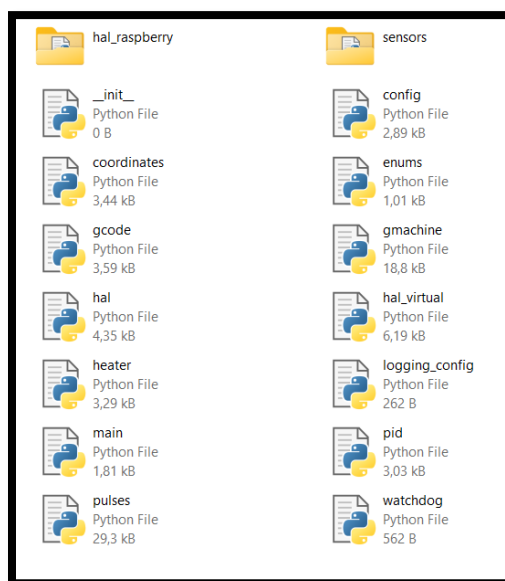 hal_raspberry
sensors
__init__
Python File
0 B
config
Python File
2,89 kB
coordinates
Python File
3,44 kB
enums
Python File
1,01 kB
gcode
Python File
3,59 kB
gmachine
Python File
18,8 kB
hal
Python File
4,35 kB
hal_virtual
Python File
6,19 kB
heater
Python File
3,29 kB
logging_config
Python File
262 B
main
Python File
1,81 kB
pid
Python File
3,03 kB
pulses
Python File
29,3 kB
watchdog
Python File
562 B